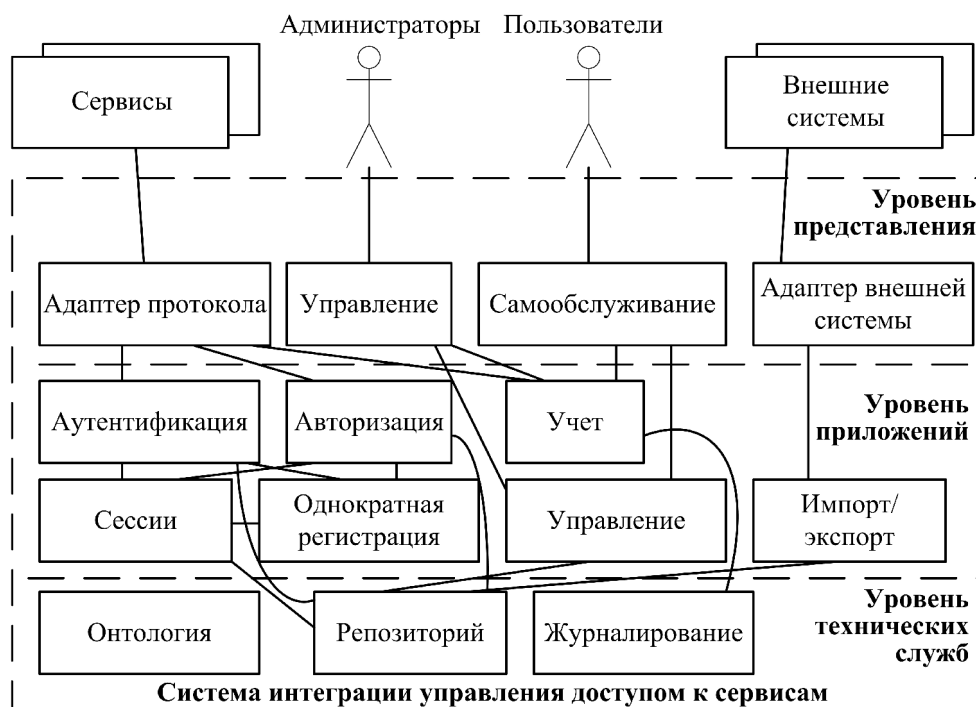 Администраторы
Пользователи
Сервисы
Внешние
системы
Уровень
представления
Адаптер протокола
Управление
Самообслуживание
Адаптер внешней
системы
Аутентификация
Авторизация
Учет
Уровень
приложений
Сессии
Однократная
регистрация
Управление
Импорт/
экспорт
Онтология
Репозиторий
Журналирование
Уровень
технических
служб
Система интеграции управления доступом к сервисам